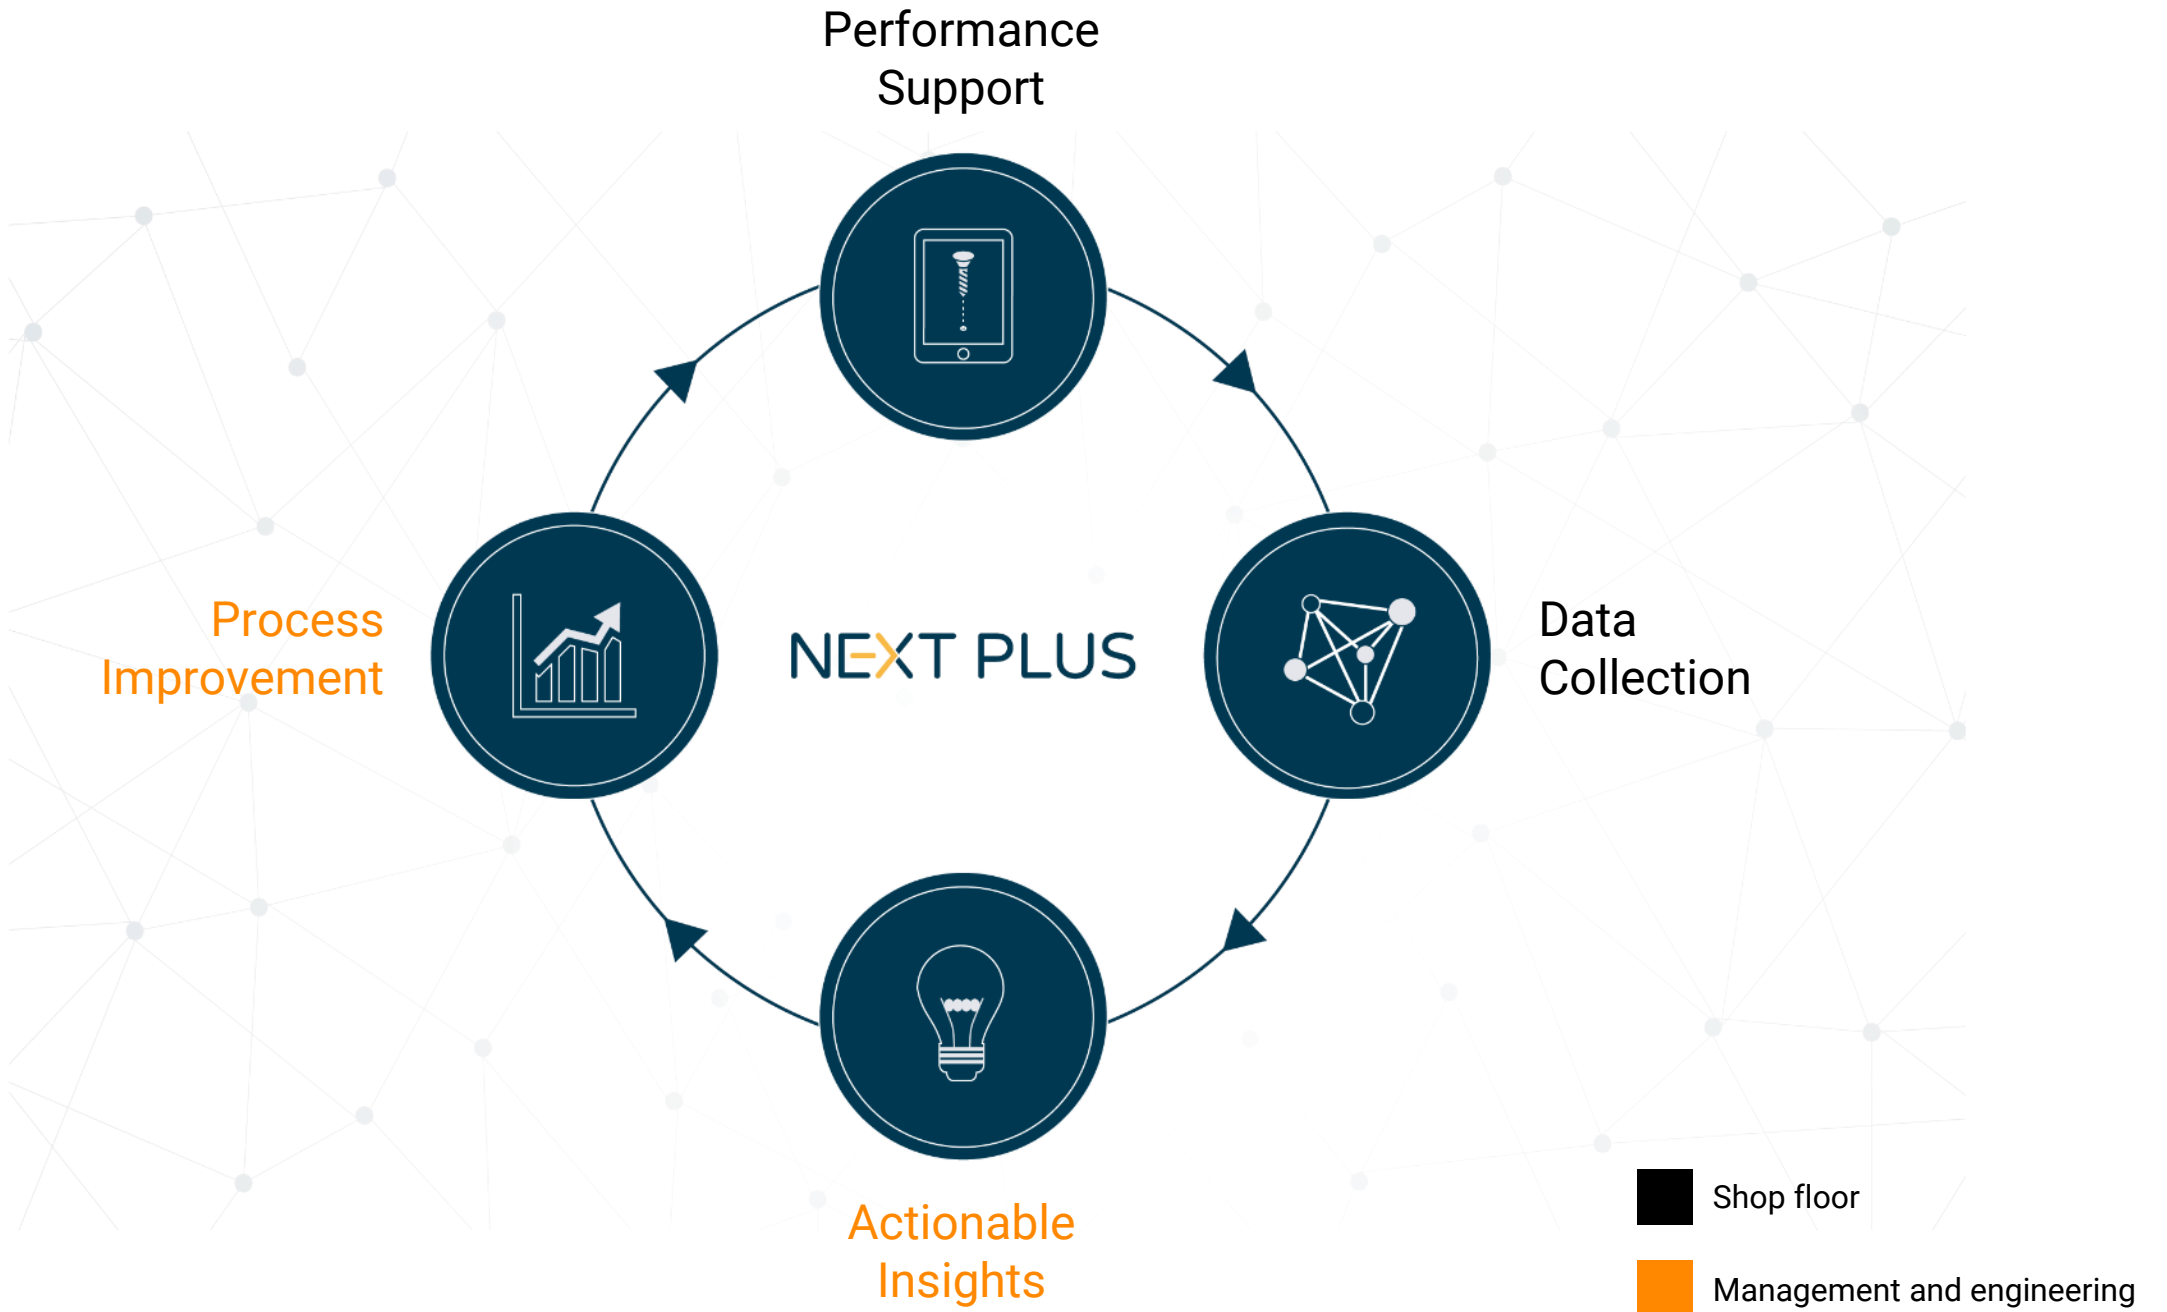 Performance
Support
Process
Improvement
NEXT PLUS
Data
Collection
Actionable
Insights
Shop floor
Management and engineering